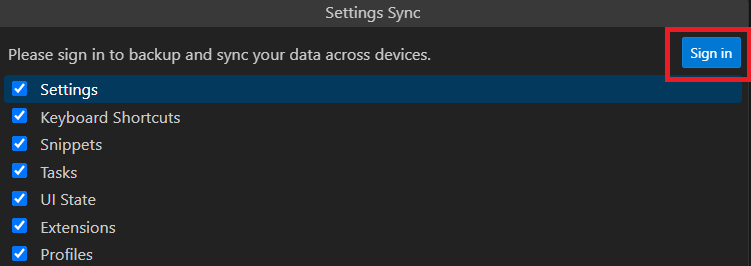 Settings Sync
Please sign in to backup and sync your data across devices.
Sign in
Settings
Keyboard Shortcuts
Snippets
Tasks
UI State
Extensions
Profiles